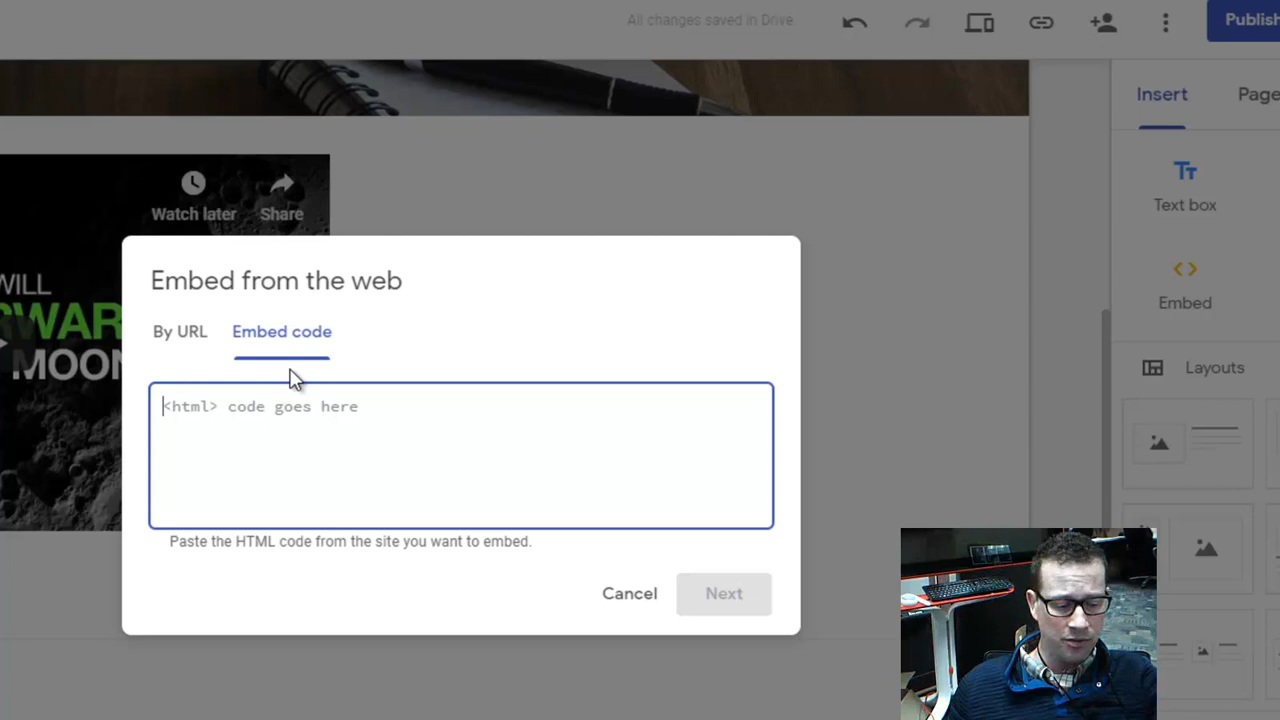 All changes saved in Drive
Publish
Insert
Page
Text box
Embed
Layouts
Watch later
Share
WILL
WAR
MOON
Embed from the web
By URL
Embed code
<html> code goes here
Paste the HTML code from the site you want to embed.
Cancel
Next